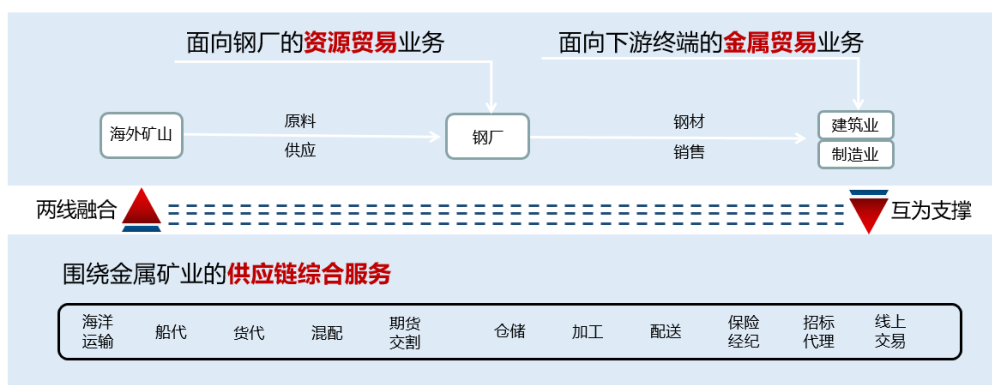 面向钢厂的资源贸易业务
面向下游终端的金属贸易业务
海外矿山
原料
供应
钢厂
钢材
销售
建筑业
制造业
两线融合
互为支撑
围绕金属矿业的供应链综合服务
海洋
运输
船代
货代
混配
期货
交割
仓储
加工
配送
保险
经纪
招标
代理
线上
交易